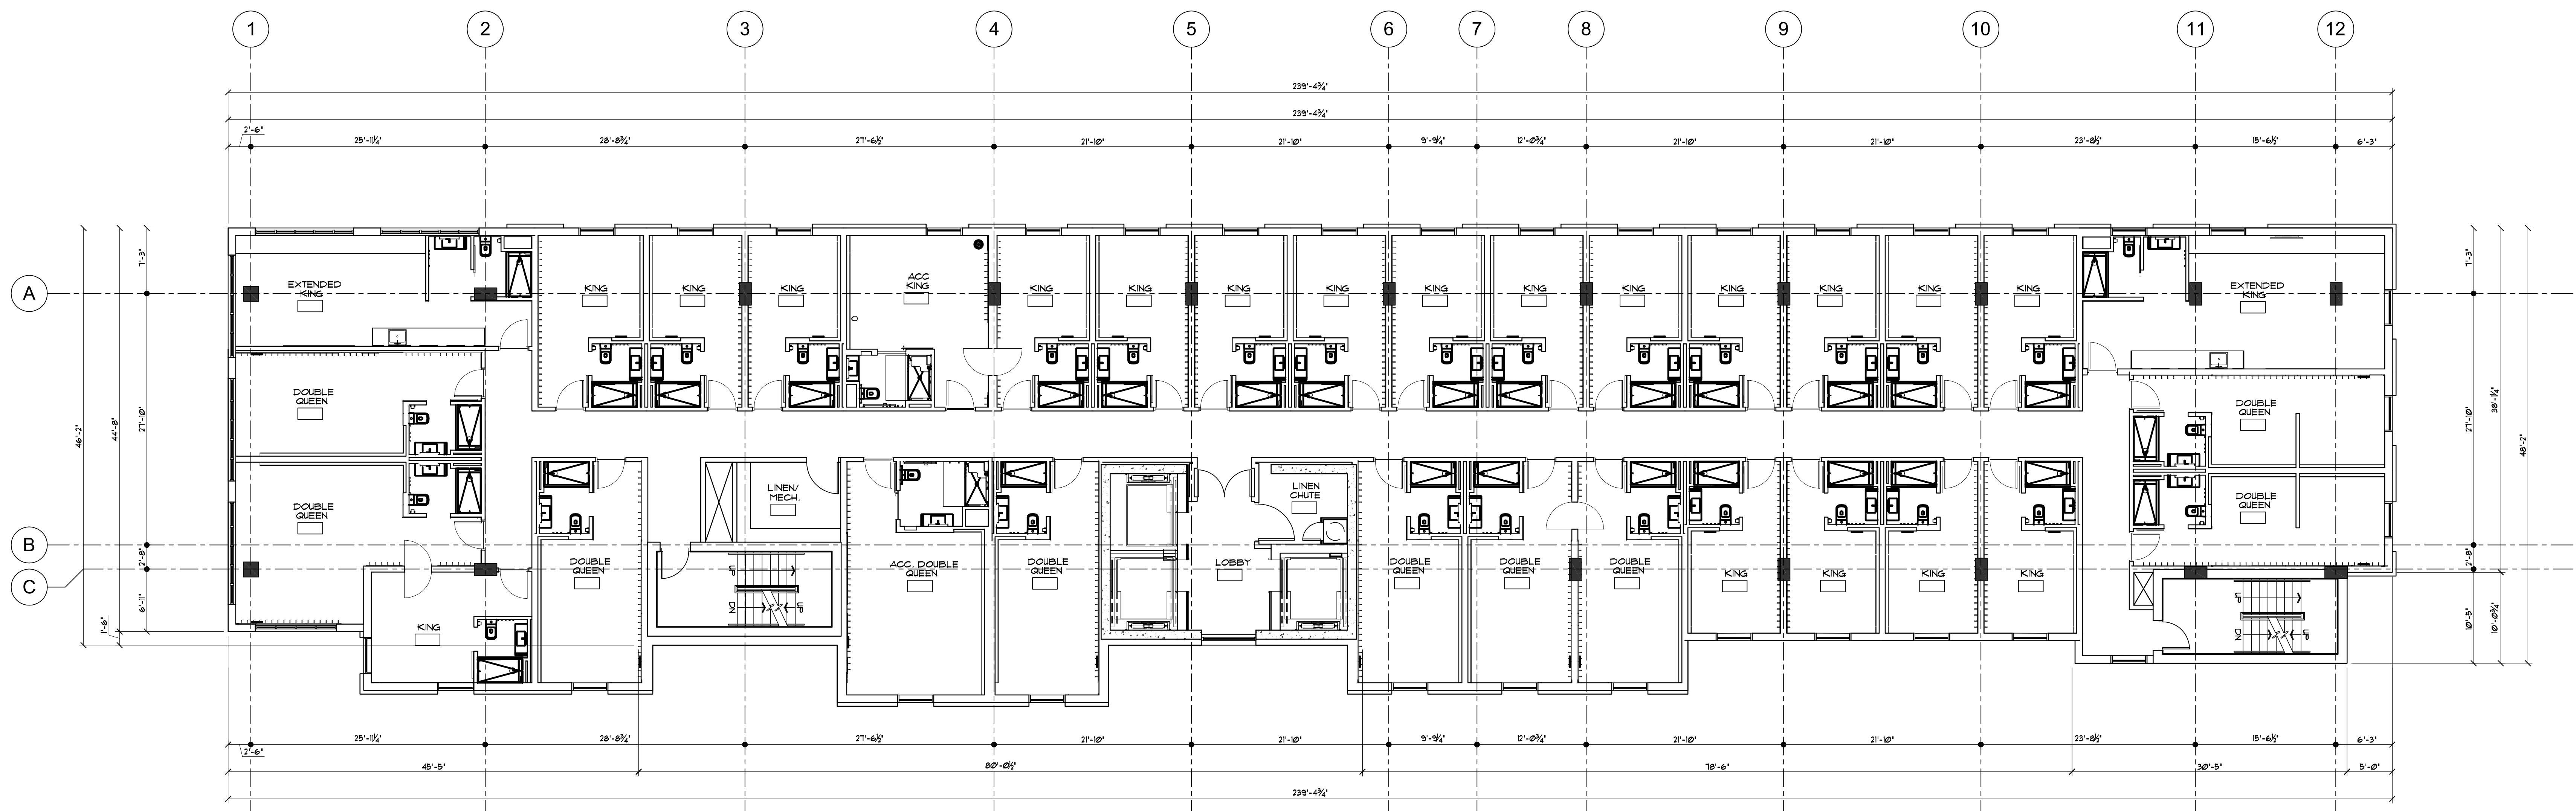 1 2 3 4 5 6 7 8 9 10 11 12
239'-4¾"
239'-4¾"
2'-6" 25'-11¼" 28'-8¾" 27'-6½" 21'-10" 21'-10" 9'-9¼" 12'-0¾" 21'-10" 21'-10" 23'-8½" 15'-6½" 6'-3"
A
B
C
7'-3"
27'-10"
2'-8"
6'-11"
1'-6"
44'-8"
46'-2"
7'-3"
27'-10"
2'-8"
10'-5"
38'-1¼"
10'-0¾"
48'-2"
EXTENDED
KING
KING
KING
KING
ACC
KING
KING
KING
KING
KING
KING
KING
KING
KING
KING
KING
KING
EXTENDED
KING
DOUBLE
QUEEN
DOUBLE
QUEEN
DOUBLE
QUEEN
DOUBLE
QUEEN
LINEN/
MECH.
LINEN
CHUTE
KING
DOUBLE
QUEEN
UP
DN
UP
ACC. DOUBLE
QUEEN
DOUBLE
QUEEN
LOBBY
DOUBLE
QUEEN
DOUBLE
QUEEN
DOUBLE
QUEEN
KING
KING
KING
KING
UP
DN
UP
2'-6" 25'-11¼" 28'-8¾" 27'-6½" 21'-10" 21'-10" 9'-9¼" 12'-0¾" 21'-10" 21'-10" 23'-8½" 15'-6½" 6'-3"
45'-5" 80'-0½" 78'-6" 30'-5" 5'-0"
239'-4¾"